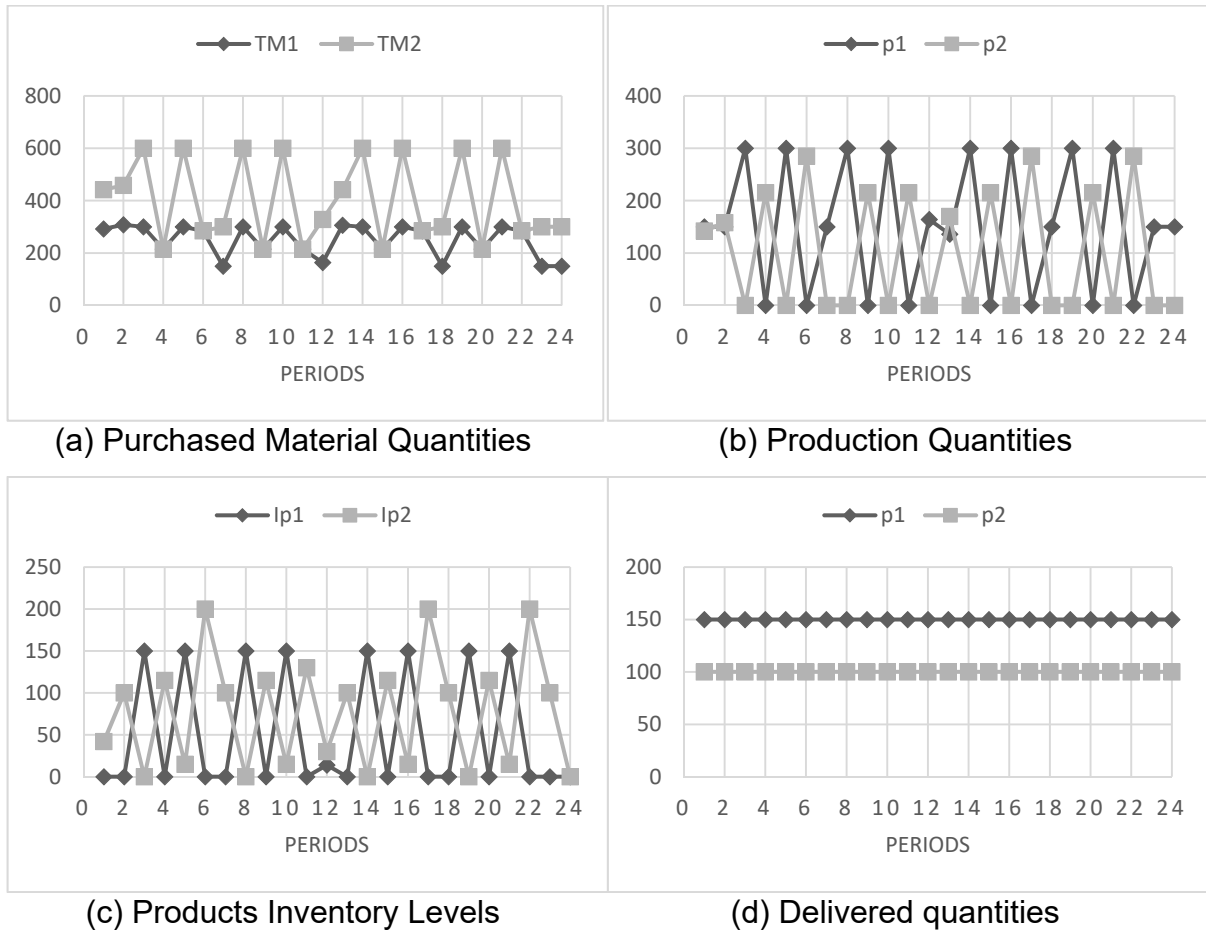 TM1 TM2
800
600
400
200
0
0 2 4 6 8 10 12 14 16 18 20 22 24
PERIODS
(a) Purchased Material Quantities
p1 p2
400
300
200
100
0
0 2 4 6 8 10 12 14 16 18 20 22 24
PERIODS
(b) Production Quantities
Ip1 Ip2
250
200
150
100
50
0
0 2 4 6 8 10 12 14 16 18 20 22 24
PERIODS
(c) Products Inventory Levels
p1 p2
200
150
100
50
0
0 2 4 6 8 10 12 14 16 18 20 22 24
PERIODS
(d) Delivered quantities